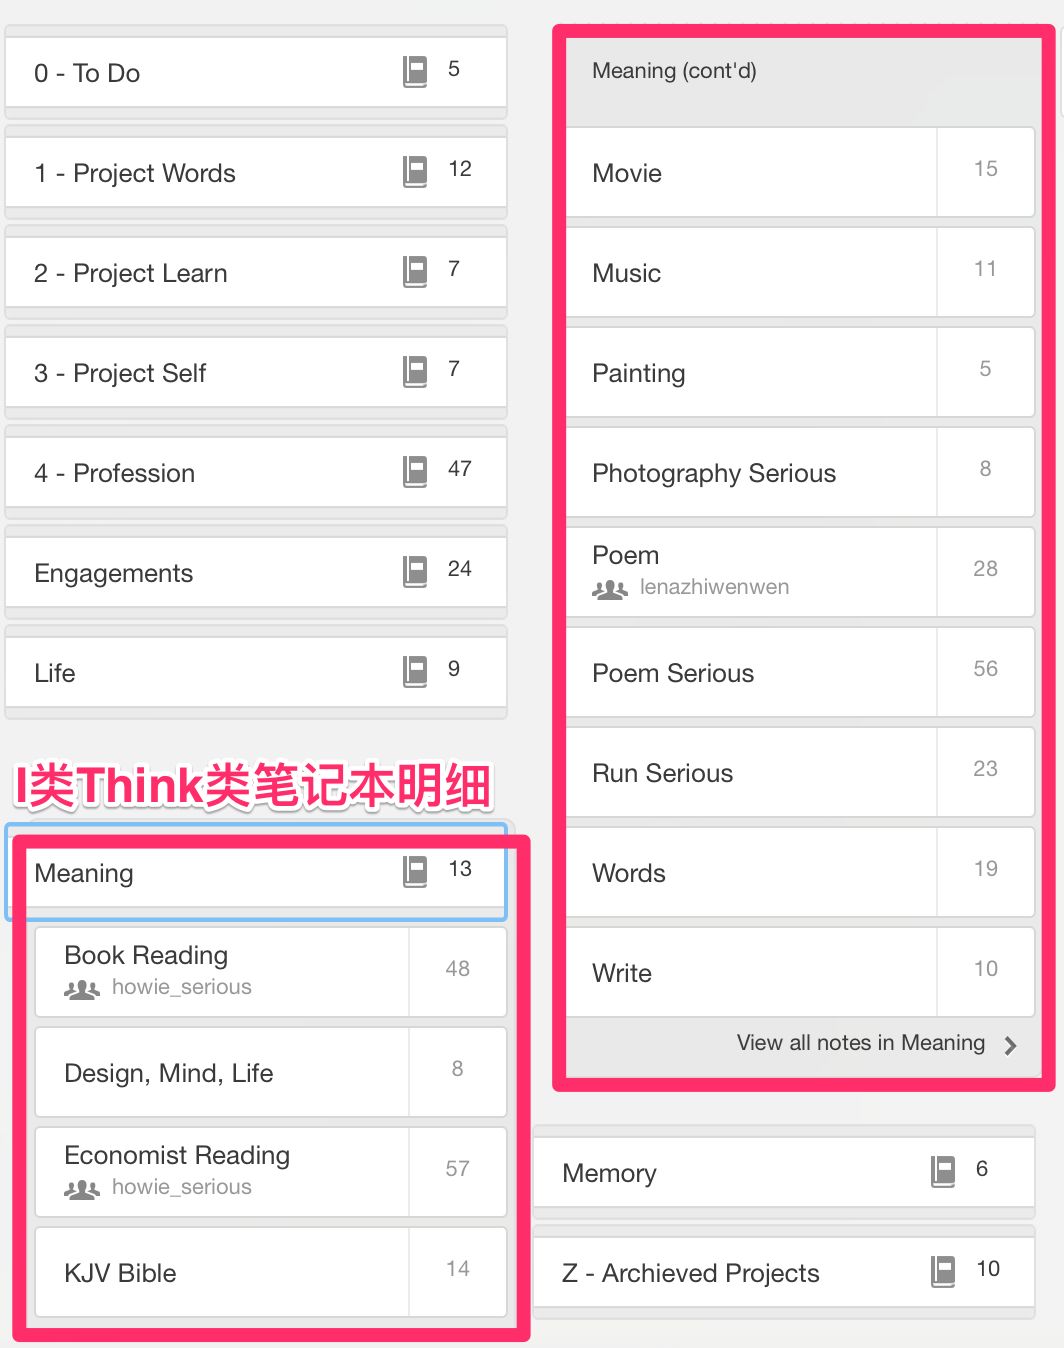 0 - To Do 5
1 - Project Words 12
2 - Project Learn 7
3 - Project Self 7
4 - Profession 47
Engagements 24
Life 9
I类Think类笔记本明细
Meaning 13
Book Reading 48
howie_serious
Design, Mind, Life 8
Economist Reading 57
howie_serious
KJV Bible 14
Meaning (cont'd)
Movie 15
Music 11
Painting 5
Photography Serious 8
Poem 28
lenazhiwenwen
Poem Serious 56
Run Serious 23
Words 19
Write 10
View all notes in Meaning
Memory 6
Z - Archieved Projects 10